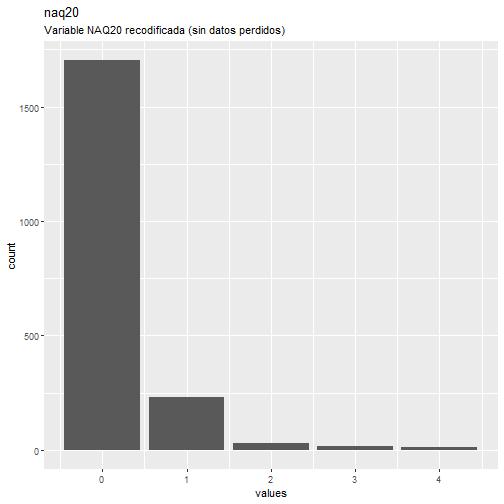 naq20
Variable NAQ20 recodificada (sin datos perdidos)
1500
1000
500
0
count
0 1 2 3 4
values